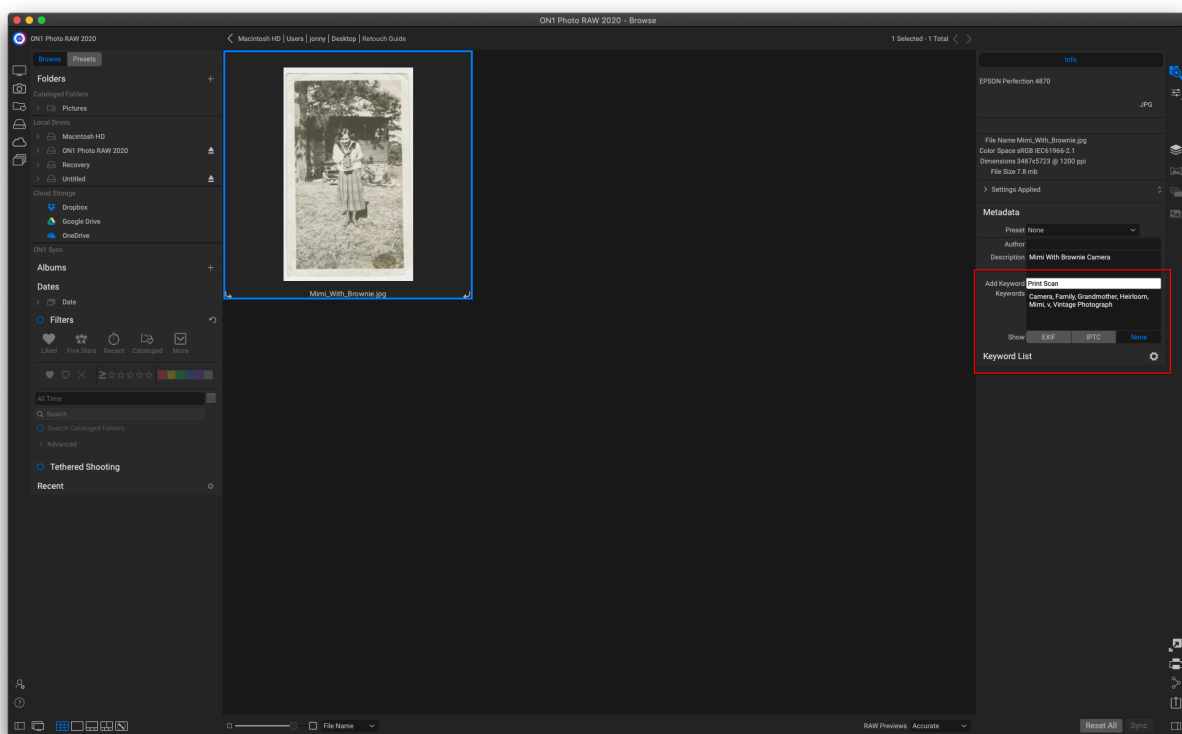 ON1 Photo RAW 2020 - Browse
ON1 Photo RAW 2020
Macintosh HD | Users | jonny | Desktop | Retouch Guide
1 Selected - 1 Total
Browse
Presets
Folders
Cataloged Folders
Pictures
Local Drives
Macintosh HD
ON1 Photo RAW 2020
Recovery
Untitled
Cloud Storage
Dropbox
Google Drive
OneDrive
ON1 Sync
Albums
Dates
Date
Filters
Liked
Five Stars
Recent
Cataloged
More
All Time
Search
Search Cataloged Folders
Advanced
Tethered Shooting
Recent
Mimi_With_Brownie.jpg
Info
EPSON Perfection 4870
JPG
File Name Mimi_With_Brownie.jpg
Color Space sRGB IEC61966-2.1
Dimensions 3487x5723 @ 1200 ppi
File Size 7.8 mb
Settings Applied
Metadata
Preset None
Author
Description Mimi With Brownie Camera
Add Keyword Print Scan
Keywords Camera, Family, Grandmother, Heirloom,
Mimi, v, Vintage Photograph
Show EXIF IPTC None
Keyword List
File Name
RAW Previews Accurate
Reset All
Sync